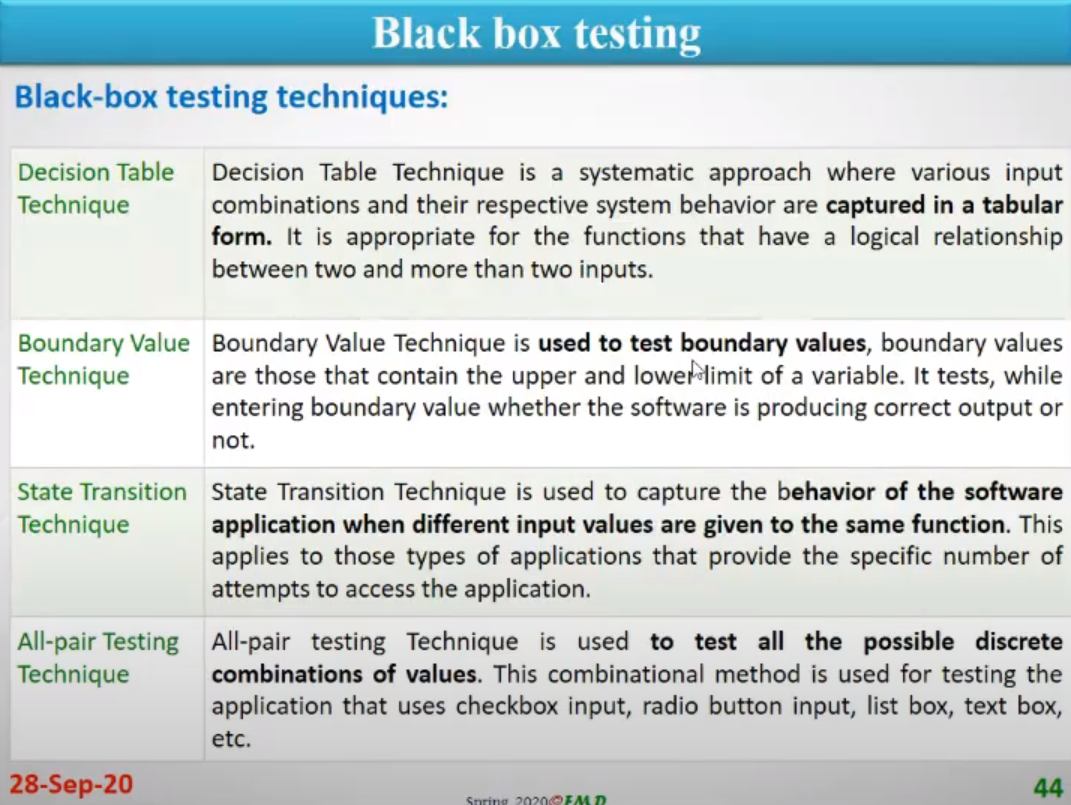 Black box testing
Black-box testing techniques:
Decision Table
Technique
Decision Table Technique is a systematic approach where various input
combinations and their respective system behavior are captured in a tabular
form. It is appropriate for the functions that have a logical relationship
between two and more than two inputs.
Boundary Value
Technique
Boundary Value Technique is used to test boundary values, boundary values
are those that contain the upper and lower limit of a variable. It tests, while
entering boundary value whether the software is producing correct output or
not.
State Transition
Technique
State Transition Technique is used to capture the behavior of the software
application when different input values are given to the same function. This
applies to those types of applications that provide the specific number of
attempts to access the application.
All-pair Testing
Technique
All-pair testing Technique is used to test all the possible discrete
combinations of values. This combinational method is used for testing the
application that uses checkbox input, radio button input, list box, text box,
etc.
28-Sep-20
Spring 2020©FMD
44